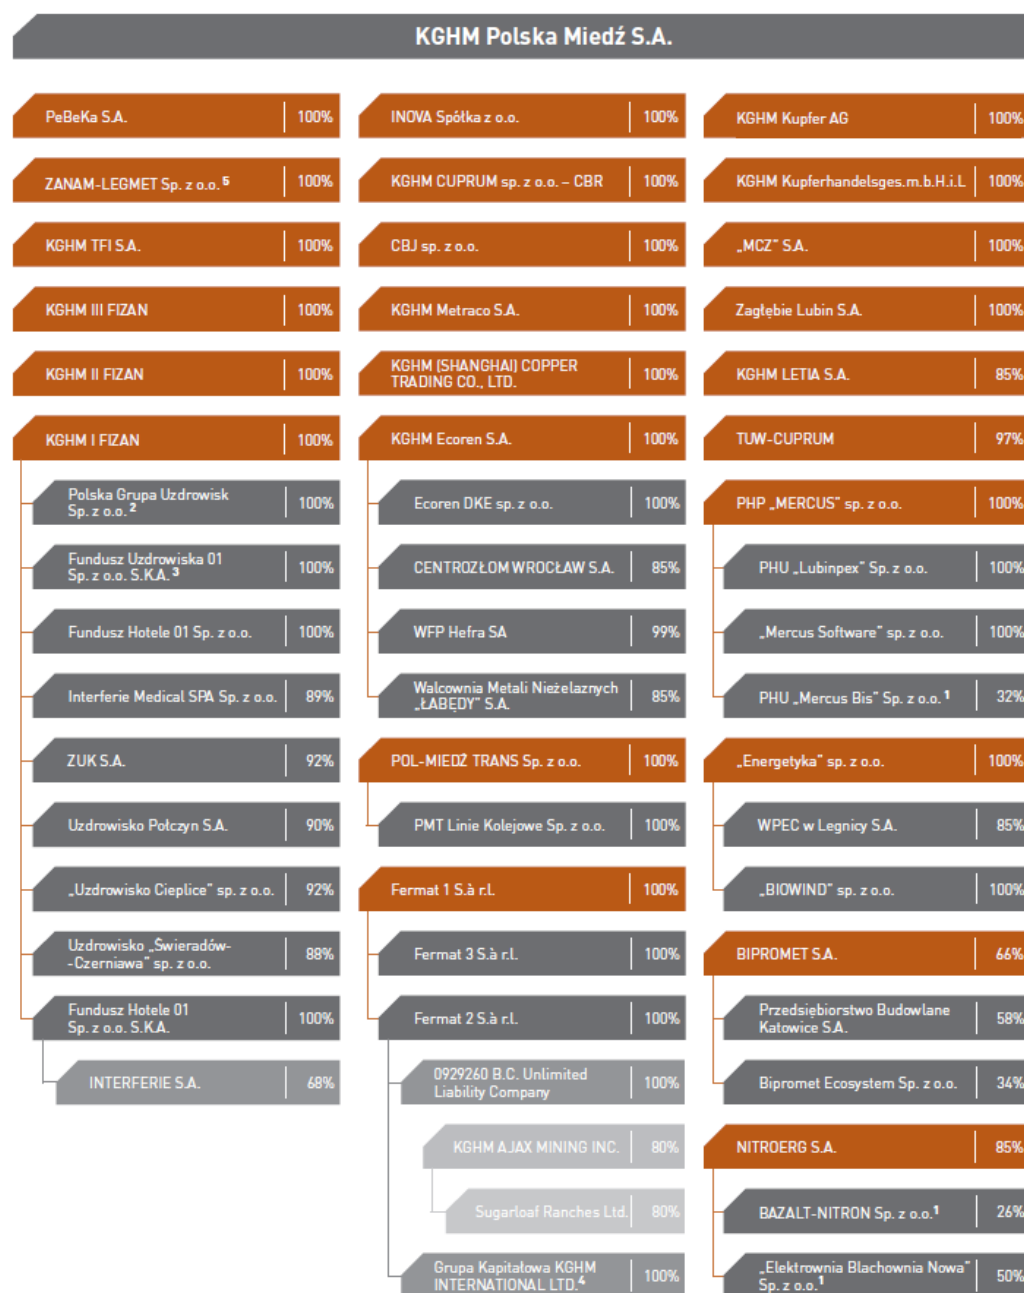 KGHM Polska Miedź S.A.
PeBeKa S.A. 100%
ZANAM-LEGMET Sp. z o.o. 5 100%
KGHM TFI S.A. 100%
KGHM III FIZAN 100%
KGHM II FIZAN 100%
KGHM I FIZAN 100%
Polska Grupa Uzdrowisk
Sp. z o.o. 2 100%
Fundusz Uzdrowiska 01
Sp. z o.o. S.K.A. 3 100%
Fundusz Hotele 01 Sp. z o.o. 100%
Interferie Medical SPA Sp. z o.o. 89%
ZUK S.A. 92%
Uzdrowisko Połczyn S.A. 90%
„Uzdrowisko Cieplice” sp. z o.o. 92%
Uzdrowisko „Świeradów-
-Czerniawa” sp. z o.o. 88%
Fundusz Hotele 01
Sp. z o.o. S.K.A. 100%
INTERFERIE S.A. 68%
INOVA Spółka z o.o. 100%
KGHM CUPRUM sp. z o.o. – CBR 100%
CBJ sp. z o.o. 100%
KGHM Metraco S.A. 100%
KGHM (SHANGHAI) COPPER
TRADING CO., LTD. 100%
KGHM Ecoren S.A. 100%
Ecoren DKE sp. z o.o. 100%
CENTROZŁOM WROCŁAW S.A. 85%
WFP Hefra SA 99%
Walcownia Metali Nieżelaznych
„ŁABĘDY” S.A. 85%
POL-MIEDŹ TRANS Sp. z o.o. 100%
PMT Linie Kolejowe Sp. z o.o. 100%
Fermat 1 S.à r.l. 100%
Fermat 3 S.à r.l. 100%
Fermat 2 S.à r.l. 100%
0929260 B.C. Unlimited
Liability Company 100%
KGHM AJAX MINING INC. 80%
Sugarloaf Ranches Ltd. 80%
Grupa Kapitałowa KGHM
INTERNATIONAL LTD.4 100%
KGHM Kupfer AG 100%
KGHM Kupferhandelsges.m.b.H.i.L 100%
„MCZ” S.A. 100%
Zagłębie Lubin S.A. 100%
KGHM LETIA S.A. 85%
TUW-CUPRUM 97%
PHP „MERCUS” sp. z o.o. 100%
PHU „Lubinpex” Sp. z o.o. 100%
„Mercus Software” sp. z o.o. 100%
PHU „Mercus Bis” Sp. z o.o. 1 32%
„Energetyka” sp. z o.o. 100%
WPEC w Legnicy S.A. 85%
„BIOWIND” sp. z o.o. 100%
BIPROMET S.A. 66%
Przedsiębiorstwo Budowlane
Katowice S.A. 58%
Bipromet Ecosystem Sp. z o.o. 34%
NITROERG S.A. 85%
BAZALT-NITRON Sp. z o.o.1 26%
„Elektrownia Blachownia Nowa”
Sp. z o.o.1 50%